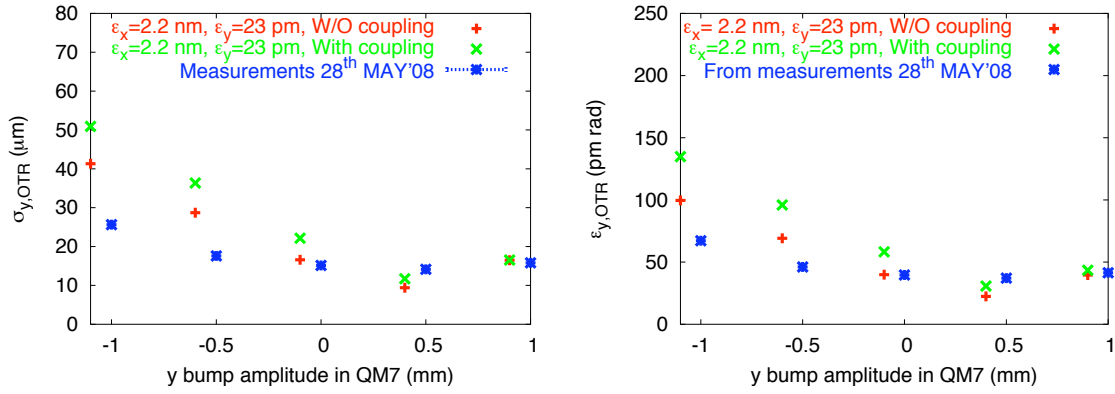 80
70
60
50
40
30
20
10
0
σy,OTR (μm)
εx=2.2 nm, εy=23 pm, W/O coupling
εx=2.2 nm, εy=23 pm, With coupling
Measurements 28th MAY'08
-1
-0.5
0
0.5
1
y bump amplitude in QM7 (mm)
250
200
150
100
50
0
εy,OTR (pm rad)
εx= 2.2 nm, εy=23 pm, W/O coupling
εx=2.2 nm, εy=23 pm, With coupling
From measurements 28th MAY'08
-1
-0.5
0
0.5
1
y bump amplitude in QM7 (mm)